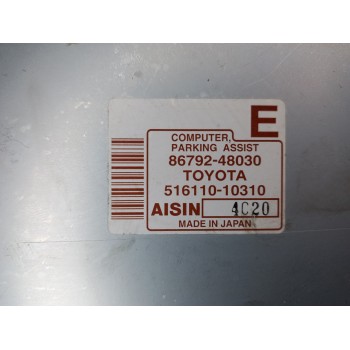 E
COMPUTER,
PARKING ASSIST
86792-48030
TOYOTA
516110-10310
AISIN 4C20
MADE IN JAPAN